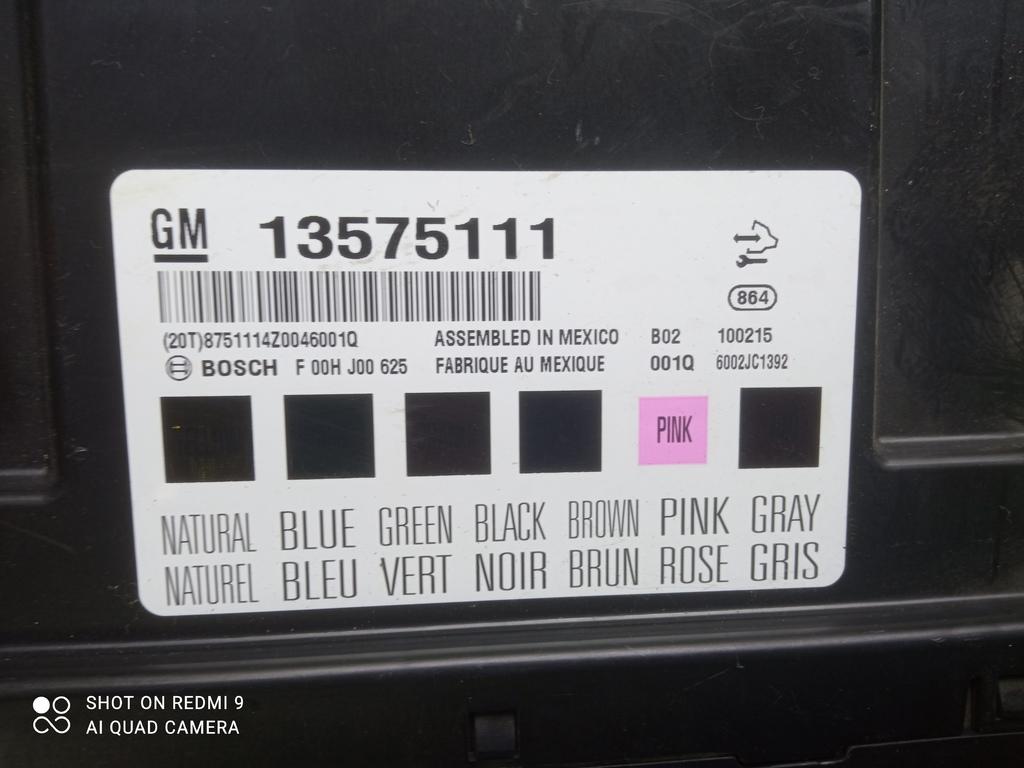 GM 13575111
864
(20T)8751114Z0046001Q ASSEMBLED IN MEXICO B02 100215
BOSCH F 00H J00 625 FABRIQUE AU MEXIQUE 001Q 6002JC1392
PINK
NATURAL BLUE GREEN BLACK BROWN PINK GRAY
NATUREL BLEU VERT NOIR BRUN ROSE GRIS
SHOT ON REDMI 9
AI QUAD CAMERA